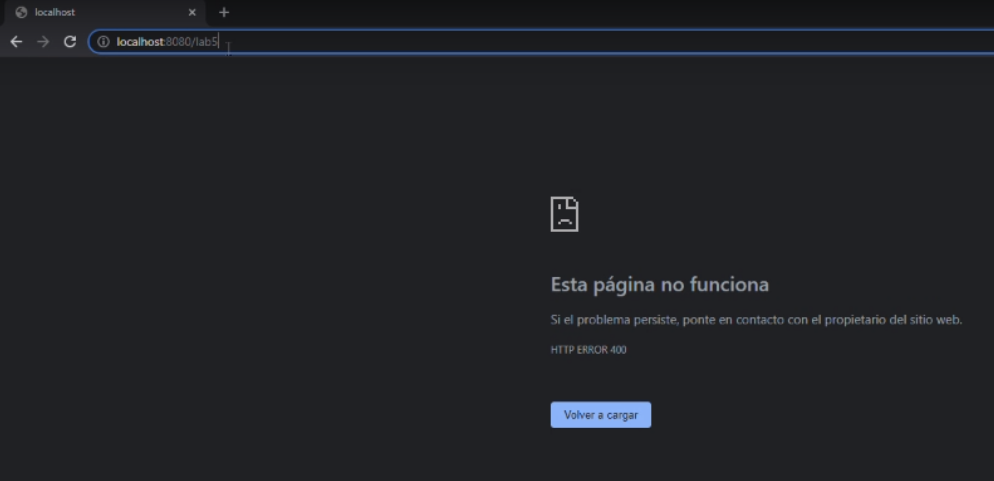 localhost
localhost:8080/lab5
Esta página no funciona
Si el problema persiste, ponte en contacto con el propietario del sitio web.
HTTP ERROR 400
Volver a cargar